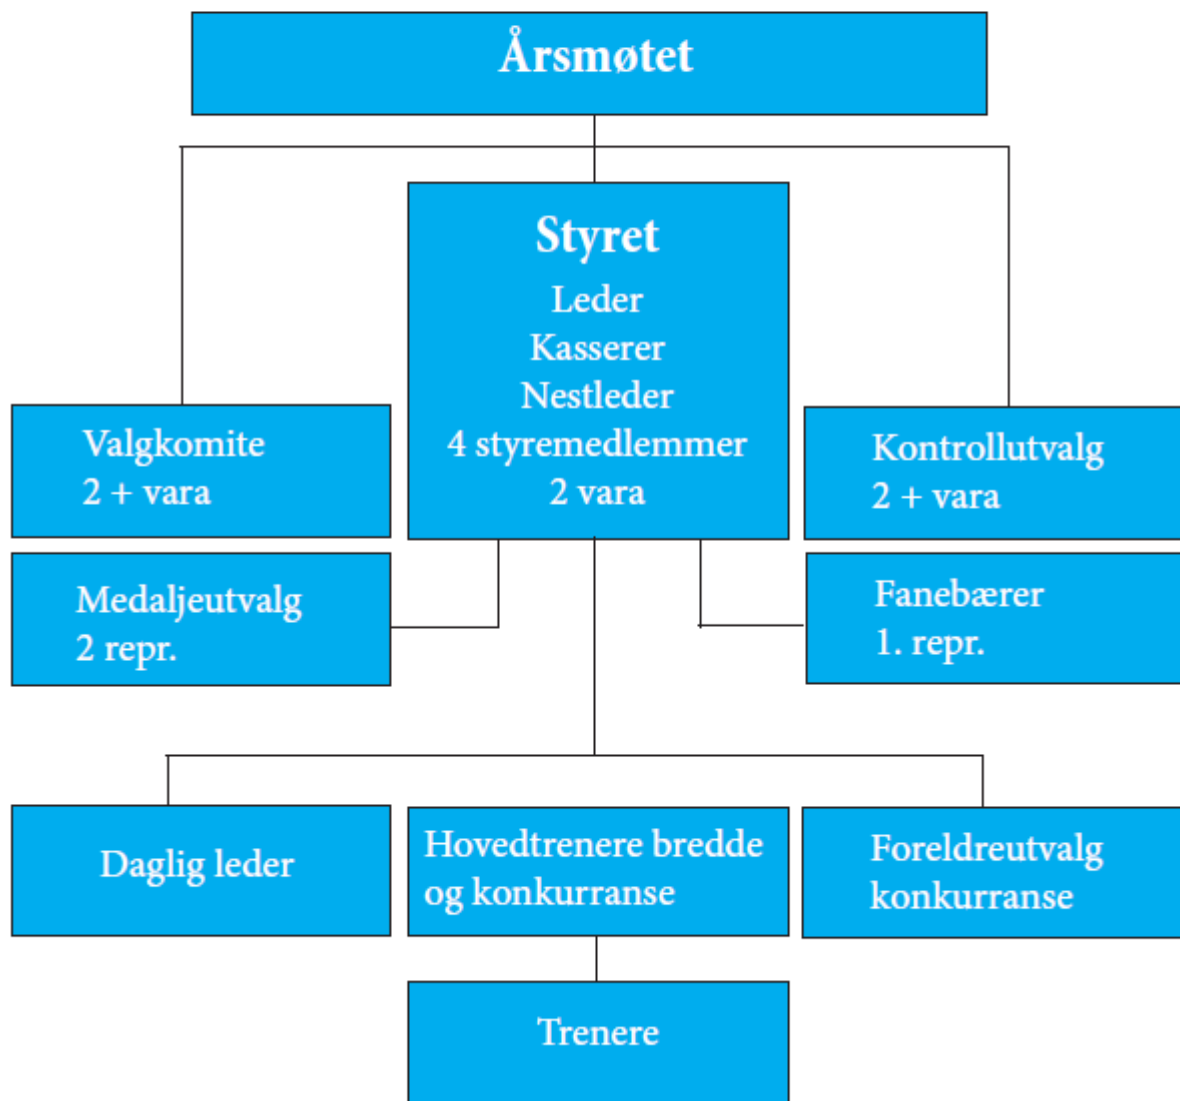 Årsmøtet
Styret
Leder
Kasserer
Nestleder
4 styremedlemmer
2 vara
Valgkomite
2 + vara
Kontrollutvalg
2 + vara
Medaljeutvalg
2 repr.
Fanebærer
1. repr.
Daglig leder
Hovedtrenere bredde
og konkurranse
Foreldreutvalg
konkurranse
Trenere